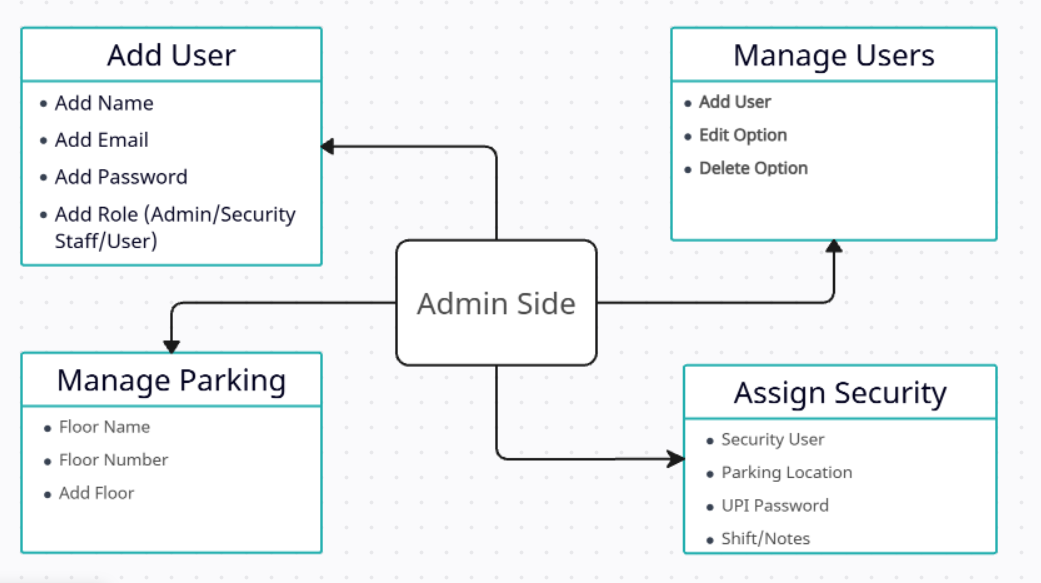 Add User
• Add Name
• Add Email
• Add Password
• Add Role (Admin/Security
Staff/User)
Manage Users
• Add User
• Edit Option
• Delete Option
Admin Side
Manage Parking
• Floor Name
• Floor Number
• Add Floor
Assign Security
• Security User
• Parking Location
• UPI Password
• Shift/Notes